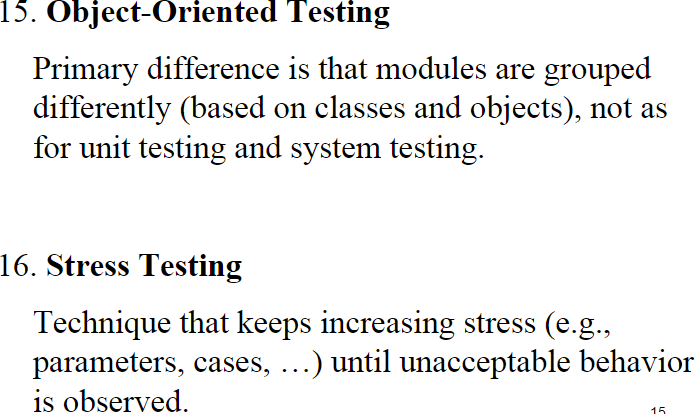 15. Object-Oriented Testing
Primary difference is that modules are grouped
differently (based on classes and objects), not as
for unit testing and system testing.
16. Stress Testing
Technique that keeps increasing stress (e.g.,
parameters, cases, …) until unacceptable behavior
is observed.
15